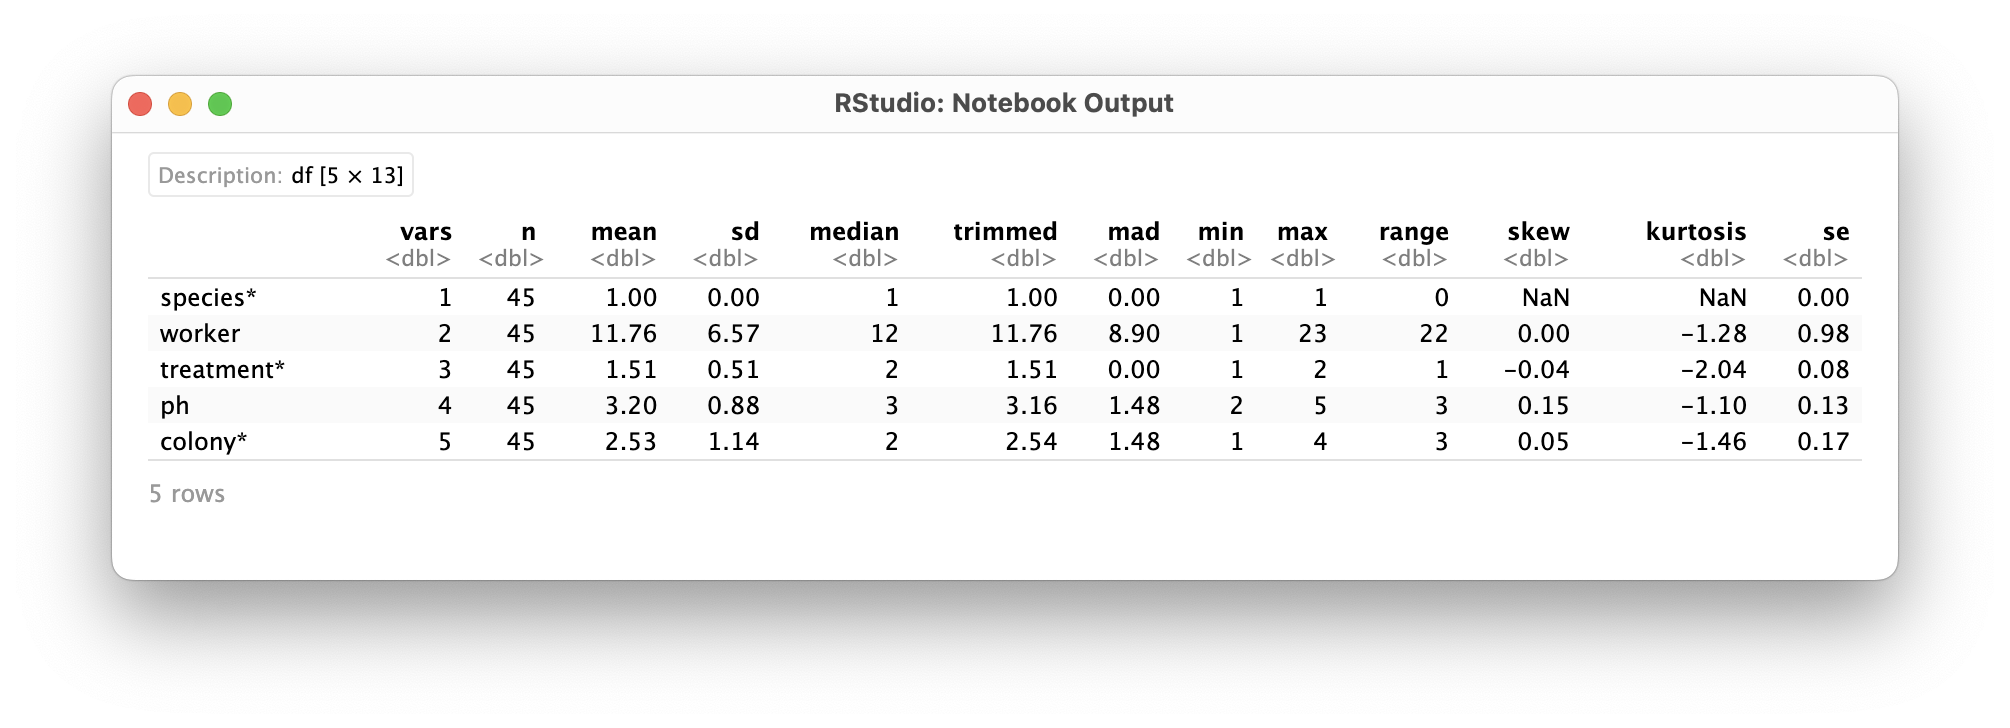 RStudio: Notebook Output
Description: df [5 × 13]
vars n mean sd median trimmed mad min max range skew kurtosis se
<dbl> <dbl> <dbl> <dbl> <dbl> <dbl> <dbl> <dbl> <dbl> <dbl> <dbl> <dbl> <dbl>
species* 1 45 1.00 0.00 1 1.00 0.00 1 1 0 NaN NaN 0.00
worker 2 45 11.76 6.57 12 11.76 8.90 1 23 22 0.00 −1.28 0.98
treatment* 3 45 1.51 0.51 2 1.51 0.00 1 2 1 −0.04 −2.04 0.08
ph 4 45 3.20 0.88 3 3.16 1.48 2 5 3 0.15 −1.10 0.13
colony* 5 45 2.53 1.14 2 2.54 1.48 1 4 3 0.05 −1.46 0.17
5 rows